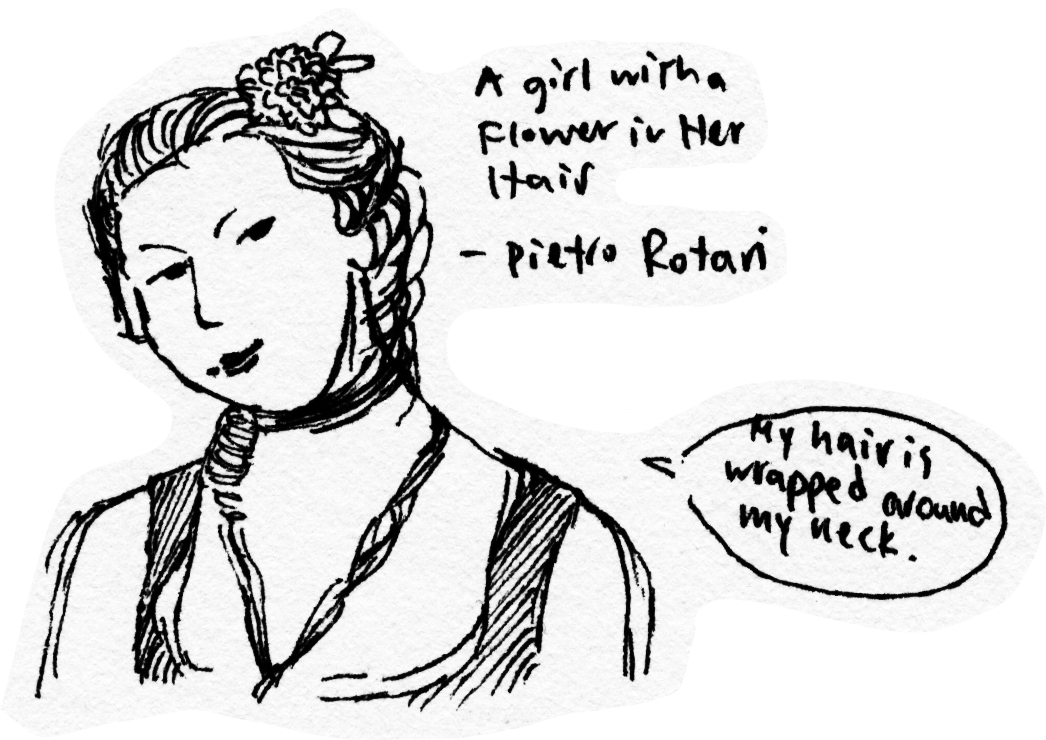 A girl with a
Flower in Her
Hair
- Pietro Rotari
My hair is
wrapped around
my neck.